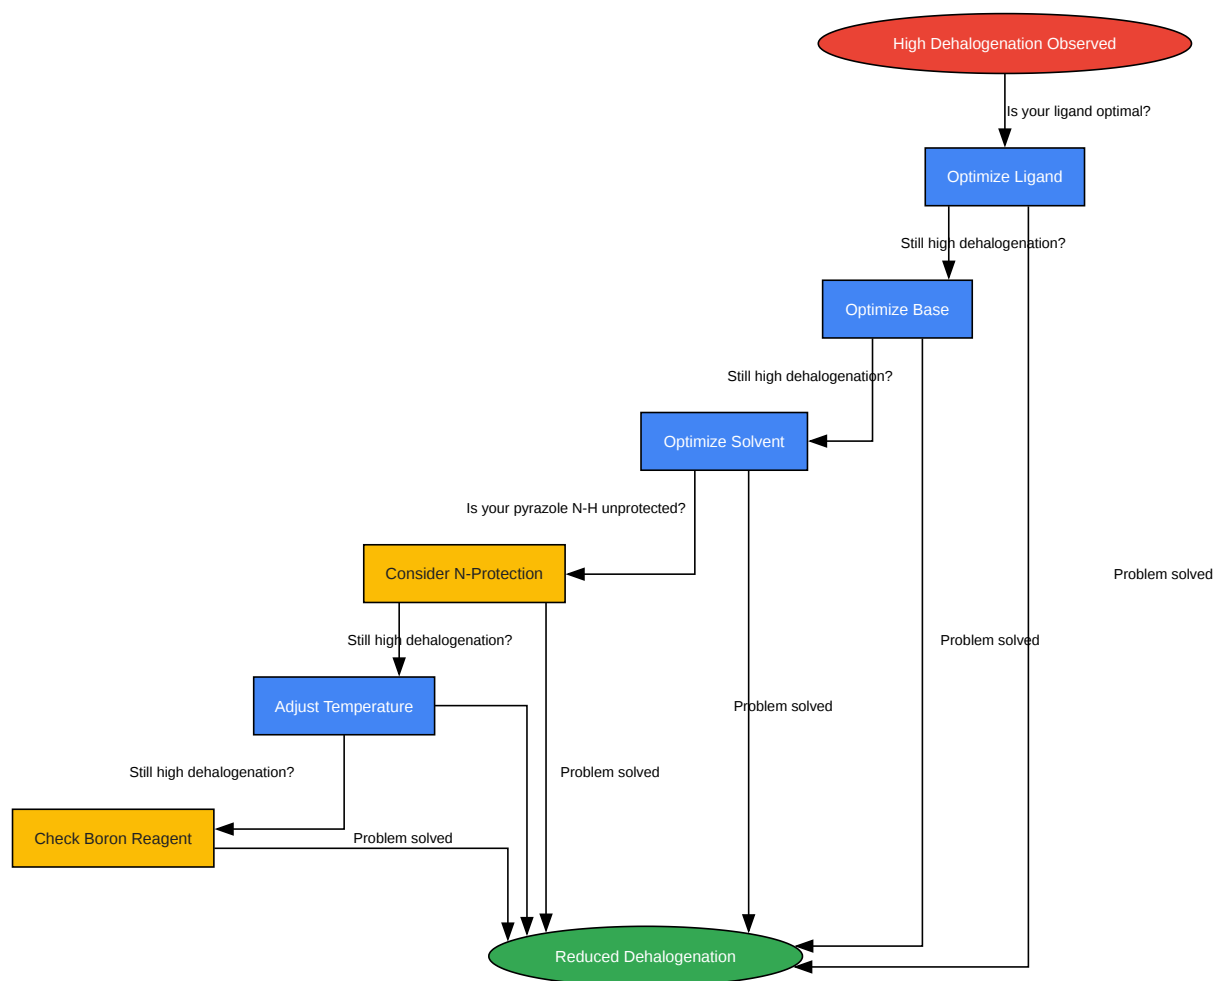 High Dehalogenation Observed
Is your ligand optimal?
Optimize Ligand
Still high dehalogenation?
Optimize Base
Still high dehalogenation?
Optimize Solvent
Is your pyrazole N-H unprotected?
Consider N-Protection
Problem solved
Still high dehalogenation?
Problem solved
Adjust Temperature
Problem solved
Still high dehalogenation?
Problem solved
Check Boron Reagent
Problem solved
Reduced Dehalogenation